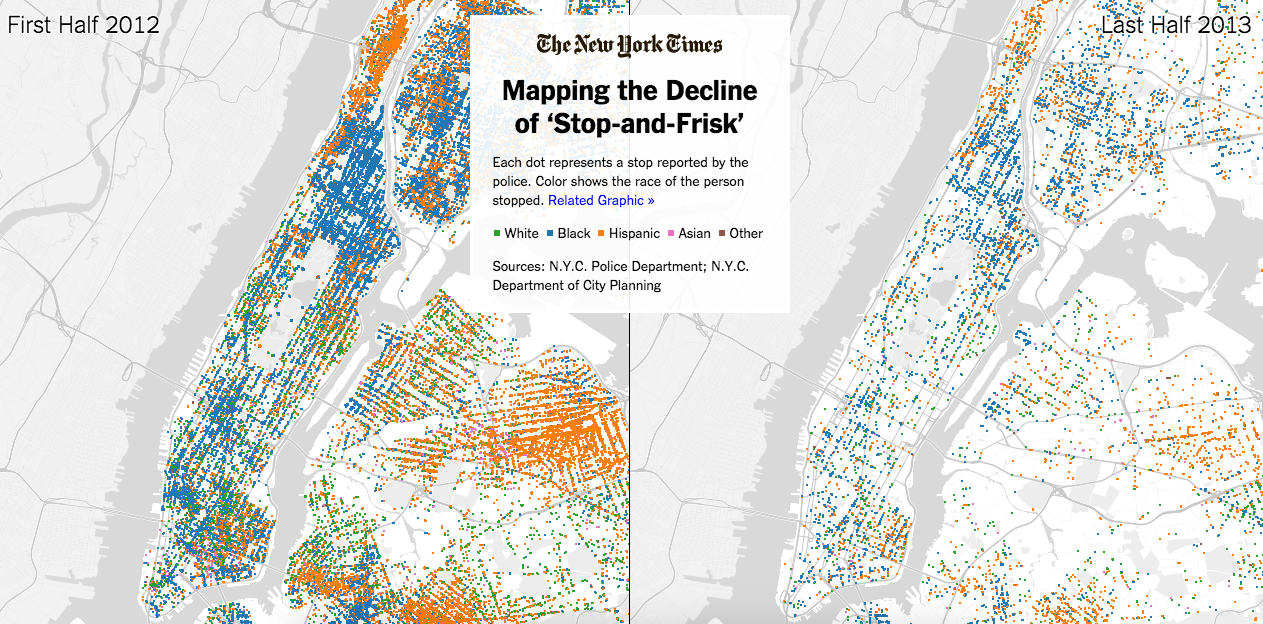 First Half 2012
Last Half 2013
The New York Times
Mapping the Decline
of ‘Stop-and-Frisk’
Each dot represents a stop reported by the
police. Color shows the race of the person
stopped. Related Graphic »
White Black Hispanic Asian Other
Sources: N.Y.C. Police Department; N.Y.C.
Department of City Planning